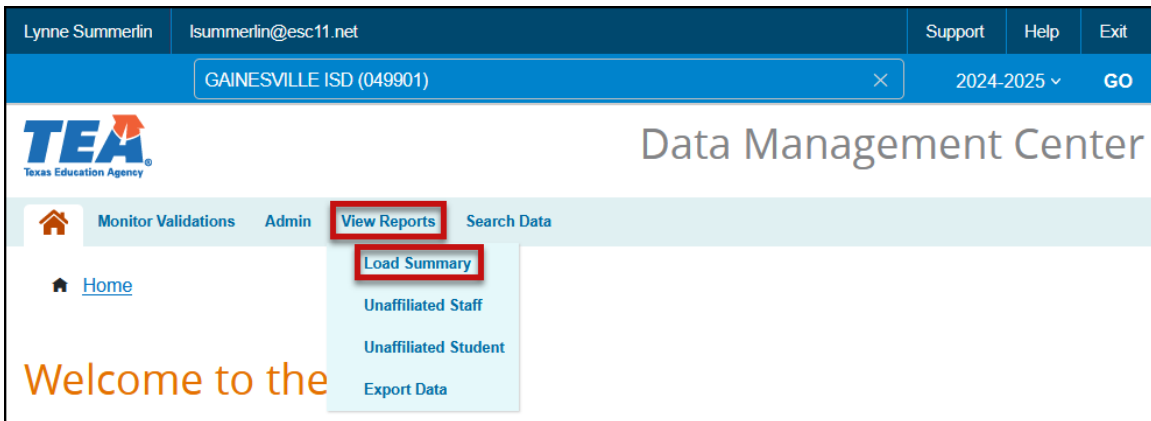 Lynne Summerlin lsummerlin@esc11.net Support Help Exit
GAINESVILLE ISD (049901) 2024-2025 GO
TEA
Texas Education Agency
Data Management Center
Monitor Validations Admin View Reports Search Data
Load Summary
Home
Unaffiliated Staff
Unaffiliated Student
Welcome to the
Export Data